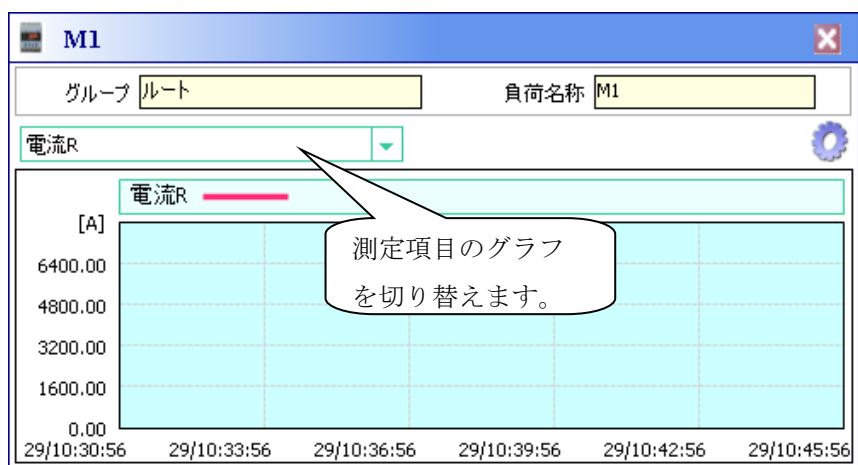 M1
グループ ルート 負荷名称 M1
電流R
電流R
[A]
測定項目のグラフ
を切り替えます。
6400.00
4800.00
3200.00
1600.00
0.00
29/10:30:56 29/10:33:56 29/10:36:56 29/10:39:56 29/10:42:56 29/10:45:56